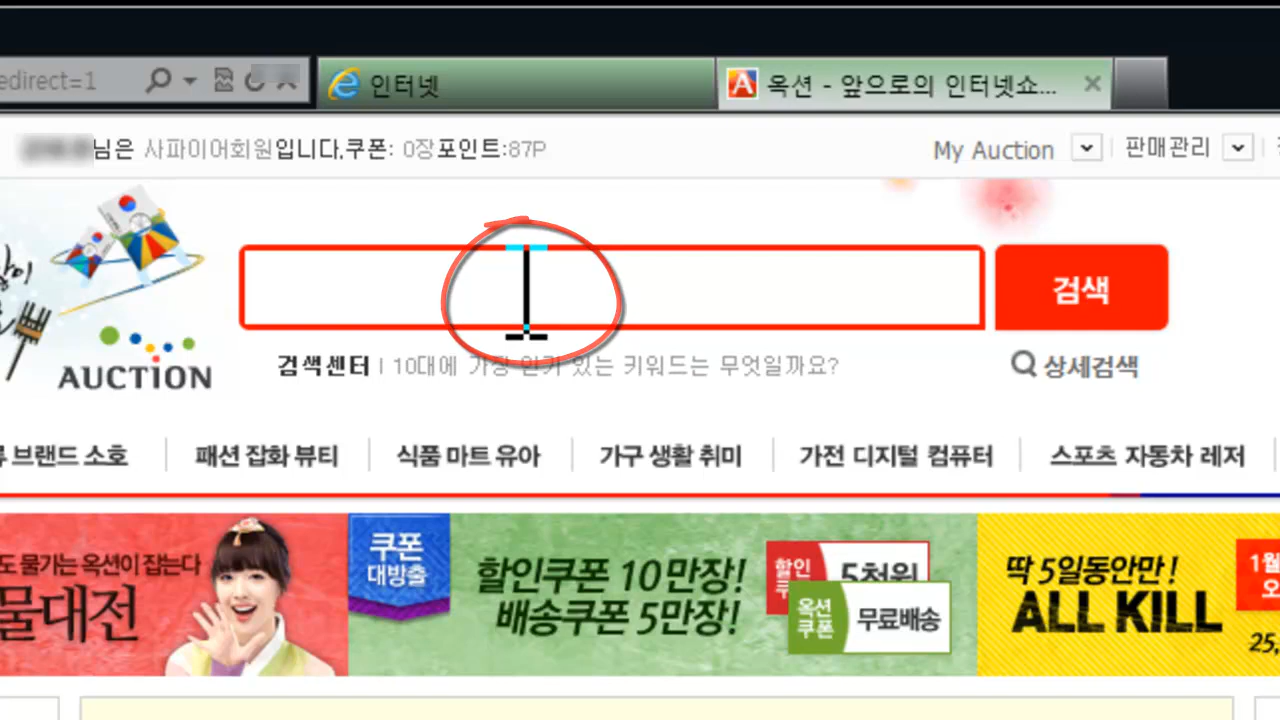 edirect=1
인터넷
옥션 - 앞으로의 인터넷쇼...
님은 사파이어회원입니다.쿠폰: 0장포인트:87P
My Auction
판매관리
AUCTION
검색
검색센터 | 10대에 가장 인기 있는 키워드는 무엇일까요?
상세검색
브랜드 소호
패션 잡화 뷰티
식품 마트 유아
가구 생활 취미
가전 디지털 컴퓨터
스포츠 자동차 레저
도 물가는 옥션이 잡는다
물대전
쿠폰
대방출
할인쿠폰 10만장!
배송쿠폰 5만장!
할인
5천원
옥션
쿠폰
무료배송
딱 5일동안만!
ALL KILL
1월
25,